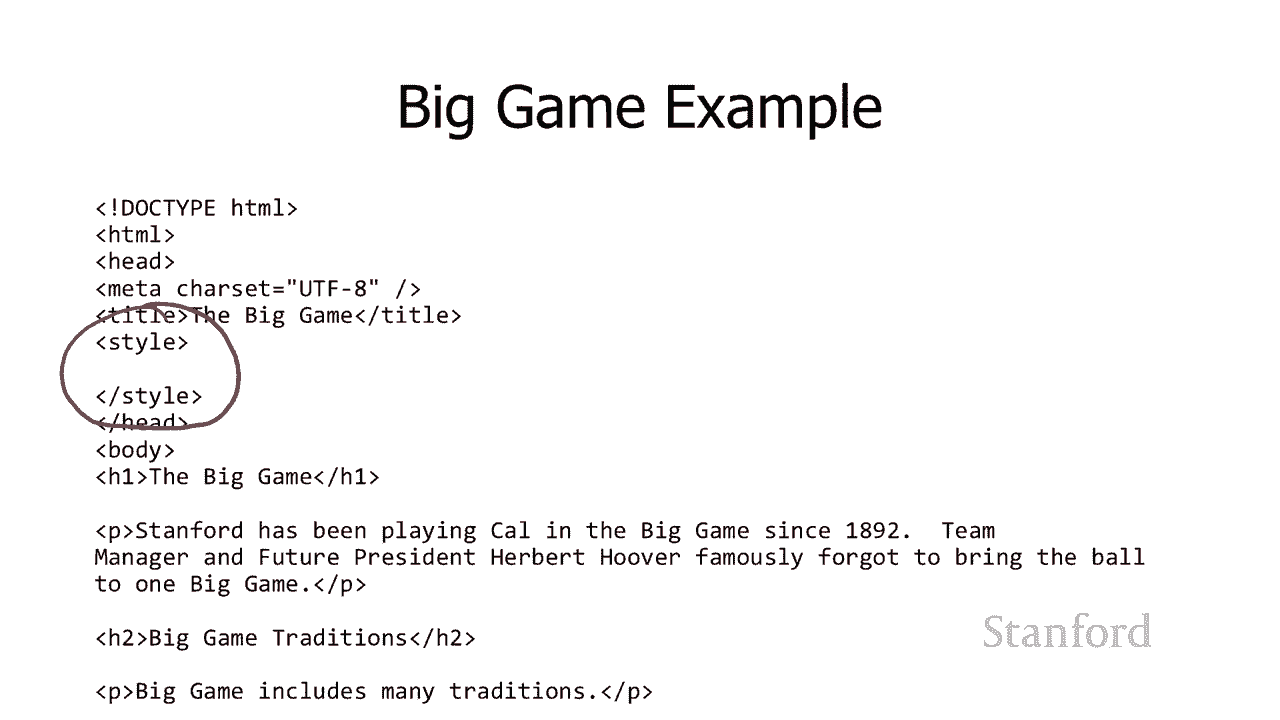 Big Game Example
<!DOCTYPE html>
<html>
<head>
<meta charset="UTF-8" />
<title>The Big Game</title>
<style>
</style>
</head>
<body>
<h1>The Big Game</h1>
<p>Stanford has been playing Cal in the Big Game since 1892.  Team
Manager and Future President Herbert Hoover famously forgot to bring the ball
to one Big Game.</p>
<h2>Big Game Traditions</h2>
<p>Big Game includes many traditions.</p>
Stanford